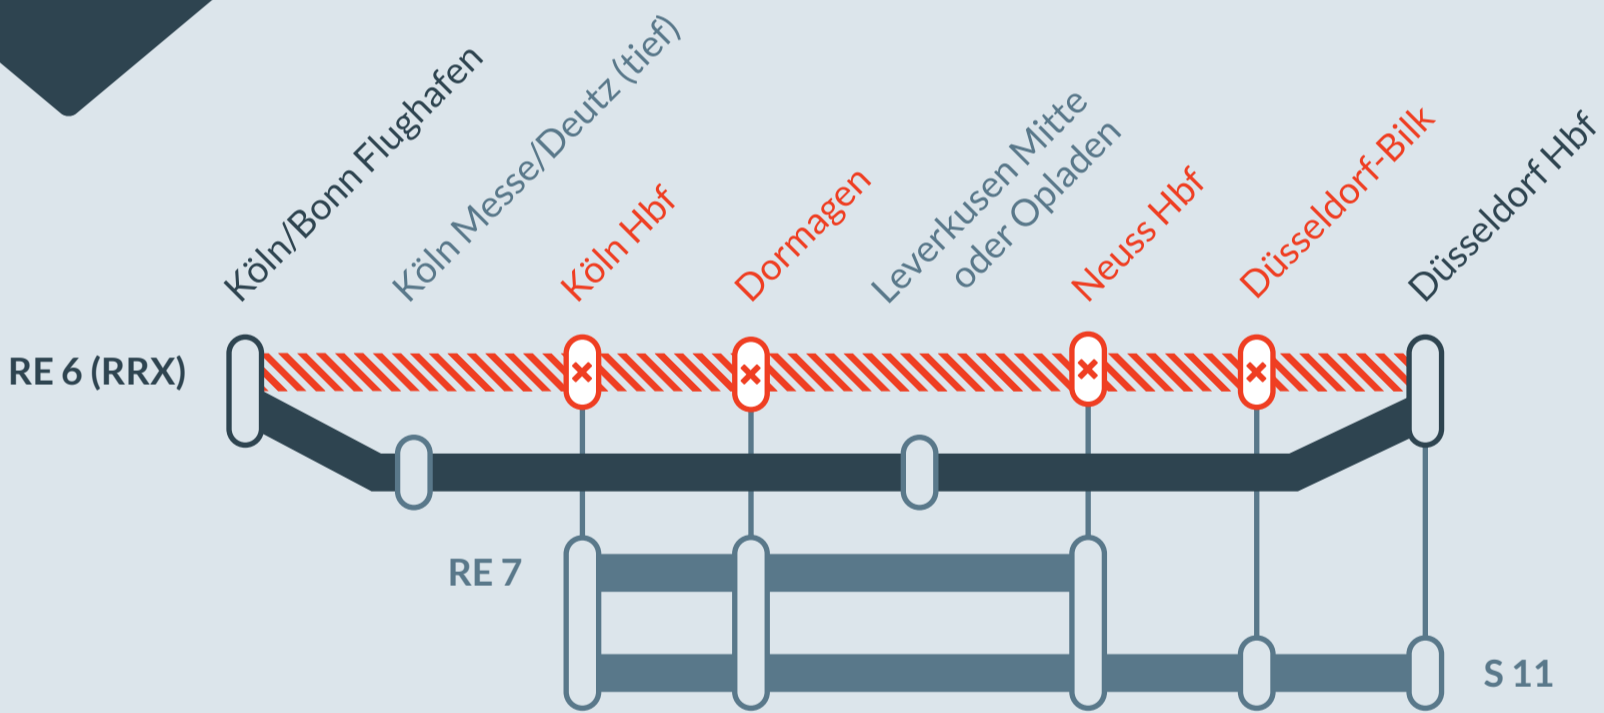 Köln/Bonn Flughafen
Köln Messe/Deutz (tief)
Köln Hbf
Dormagen
Leverkusen Mitte
oder Opladen
Neuss Hbf
Düsseldorf-Bilk
Düsseldorf Hbf
RE 6 (RRX)
RE 7
S 11